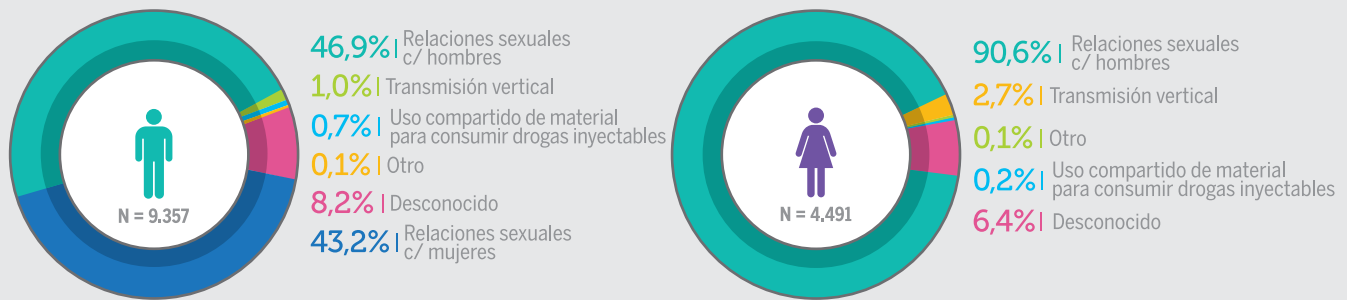 46,9% Relaciones sexuales
c/ hombres
1,0% Transmisión vertical
0,7% Uso compartido de material
para consumir drogas inyectables
0,1% Otro
8,2% Desconocido
43,2% Relaciones sexuales
c/ mujeres
N = 9.357
90,6% Relaciones sexuales
c/ hombres
2,7% Transmisión vertical
0,1% Otro
0,2% Uso compartido de material
para consumir drogas inyectables
6,4% Desconocido
N = 4.491